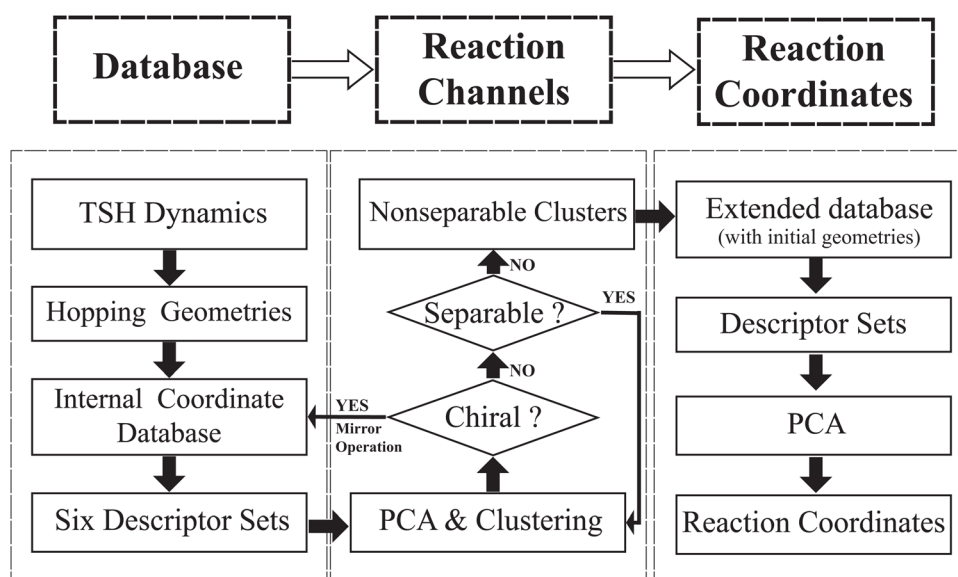 Database
Reaction
Channels
Reaction
Coordinates
TSH Dynamics
Hopping Geometries
Internal Coordinate
Database
Six Descriptor Sets
Nonseparable Clusters
NO
Separable ?
YES
NO
Chiral ?
YES
Mirror
Operation
PCA & Clustering
Extended database
(with initial geometries)
Descriptor Sets
PCA
Reaction Coordinates